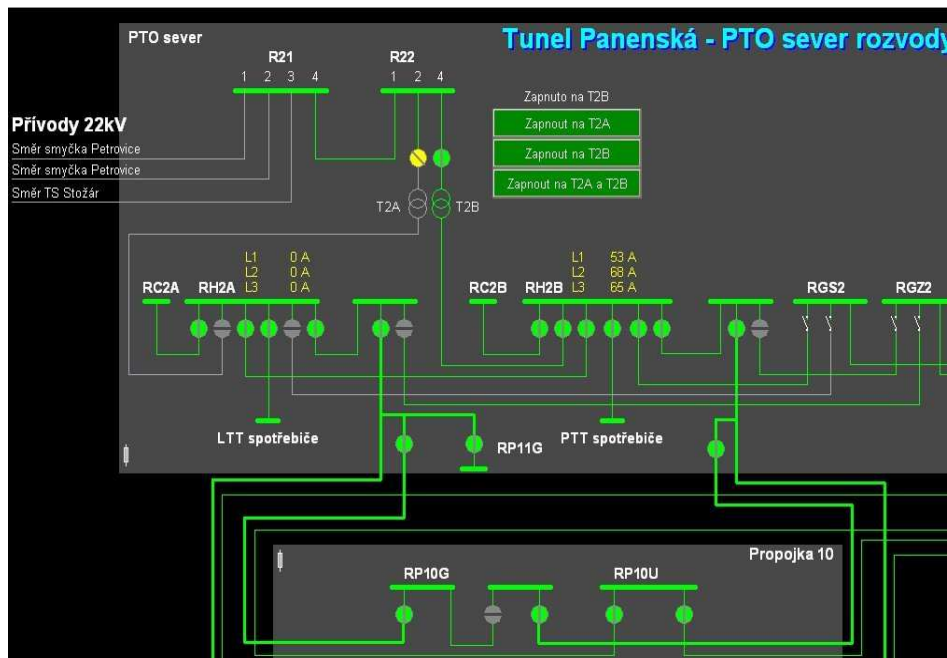 PTO sever
Tunel Panenská - PTO sever rozvody
R21
R22
1 2 3 4
1 2 4
Přívody 22kV
Směr smyčka Petrovice
Směr smyčka Petrovice
Směr TS Stožár
Zapnuto na T2B
Zapnout na T2A
Zapnout na T2B
Zapnout na T2A a T2B
T2A
T2B
L1 0 A
L2 0 A
L3 0 A
L1 53 A
L2 68 A
L3 65 A
RC2A
RH2A
RC2B
RH2B
RGS2
RGZ2
LTT spotřebiče
RP11G
PTT spotřebiče
Propojka 10
RP10G
RP10U